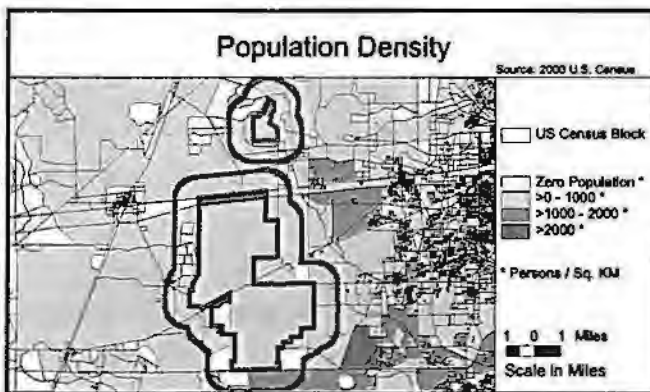 Population Density
Source: 2000 U.S. Census
US Census Block
Zero Population *
>0 - 1000 *
>1000 - 2000 *
>2000 *
* Persons / Sq. KM
1 0 1 Miles
Scale in Miles